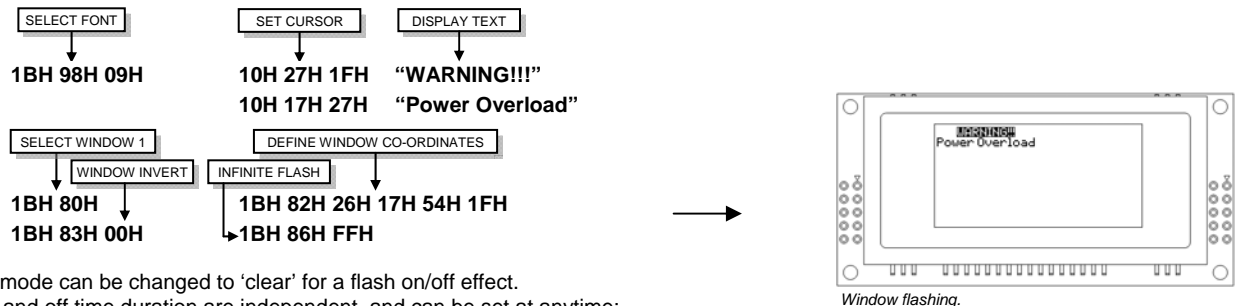 SELECT FONT
SET CURSOR
DISPLAY TEXT
1BH 98H 09H
10H 27H 1FH “WARNING!!!”
10H 17H 27H “Power Overload”
SELECT WINDOW 1
DEFINE WINDOW CO-ORDINATES
WINDOW INVERT
INFINITE FLASH
1BH 80H
1BH 82H 26H 17H 54H 1FH
1BH 83H 00H
1BH 86H FFH
WARNING!!!
Power Overload
Window flashing.
mode can be changed to ‘clear’ for a flash on/off effect.
and off time duration are independent, and can be set at anytime: